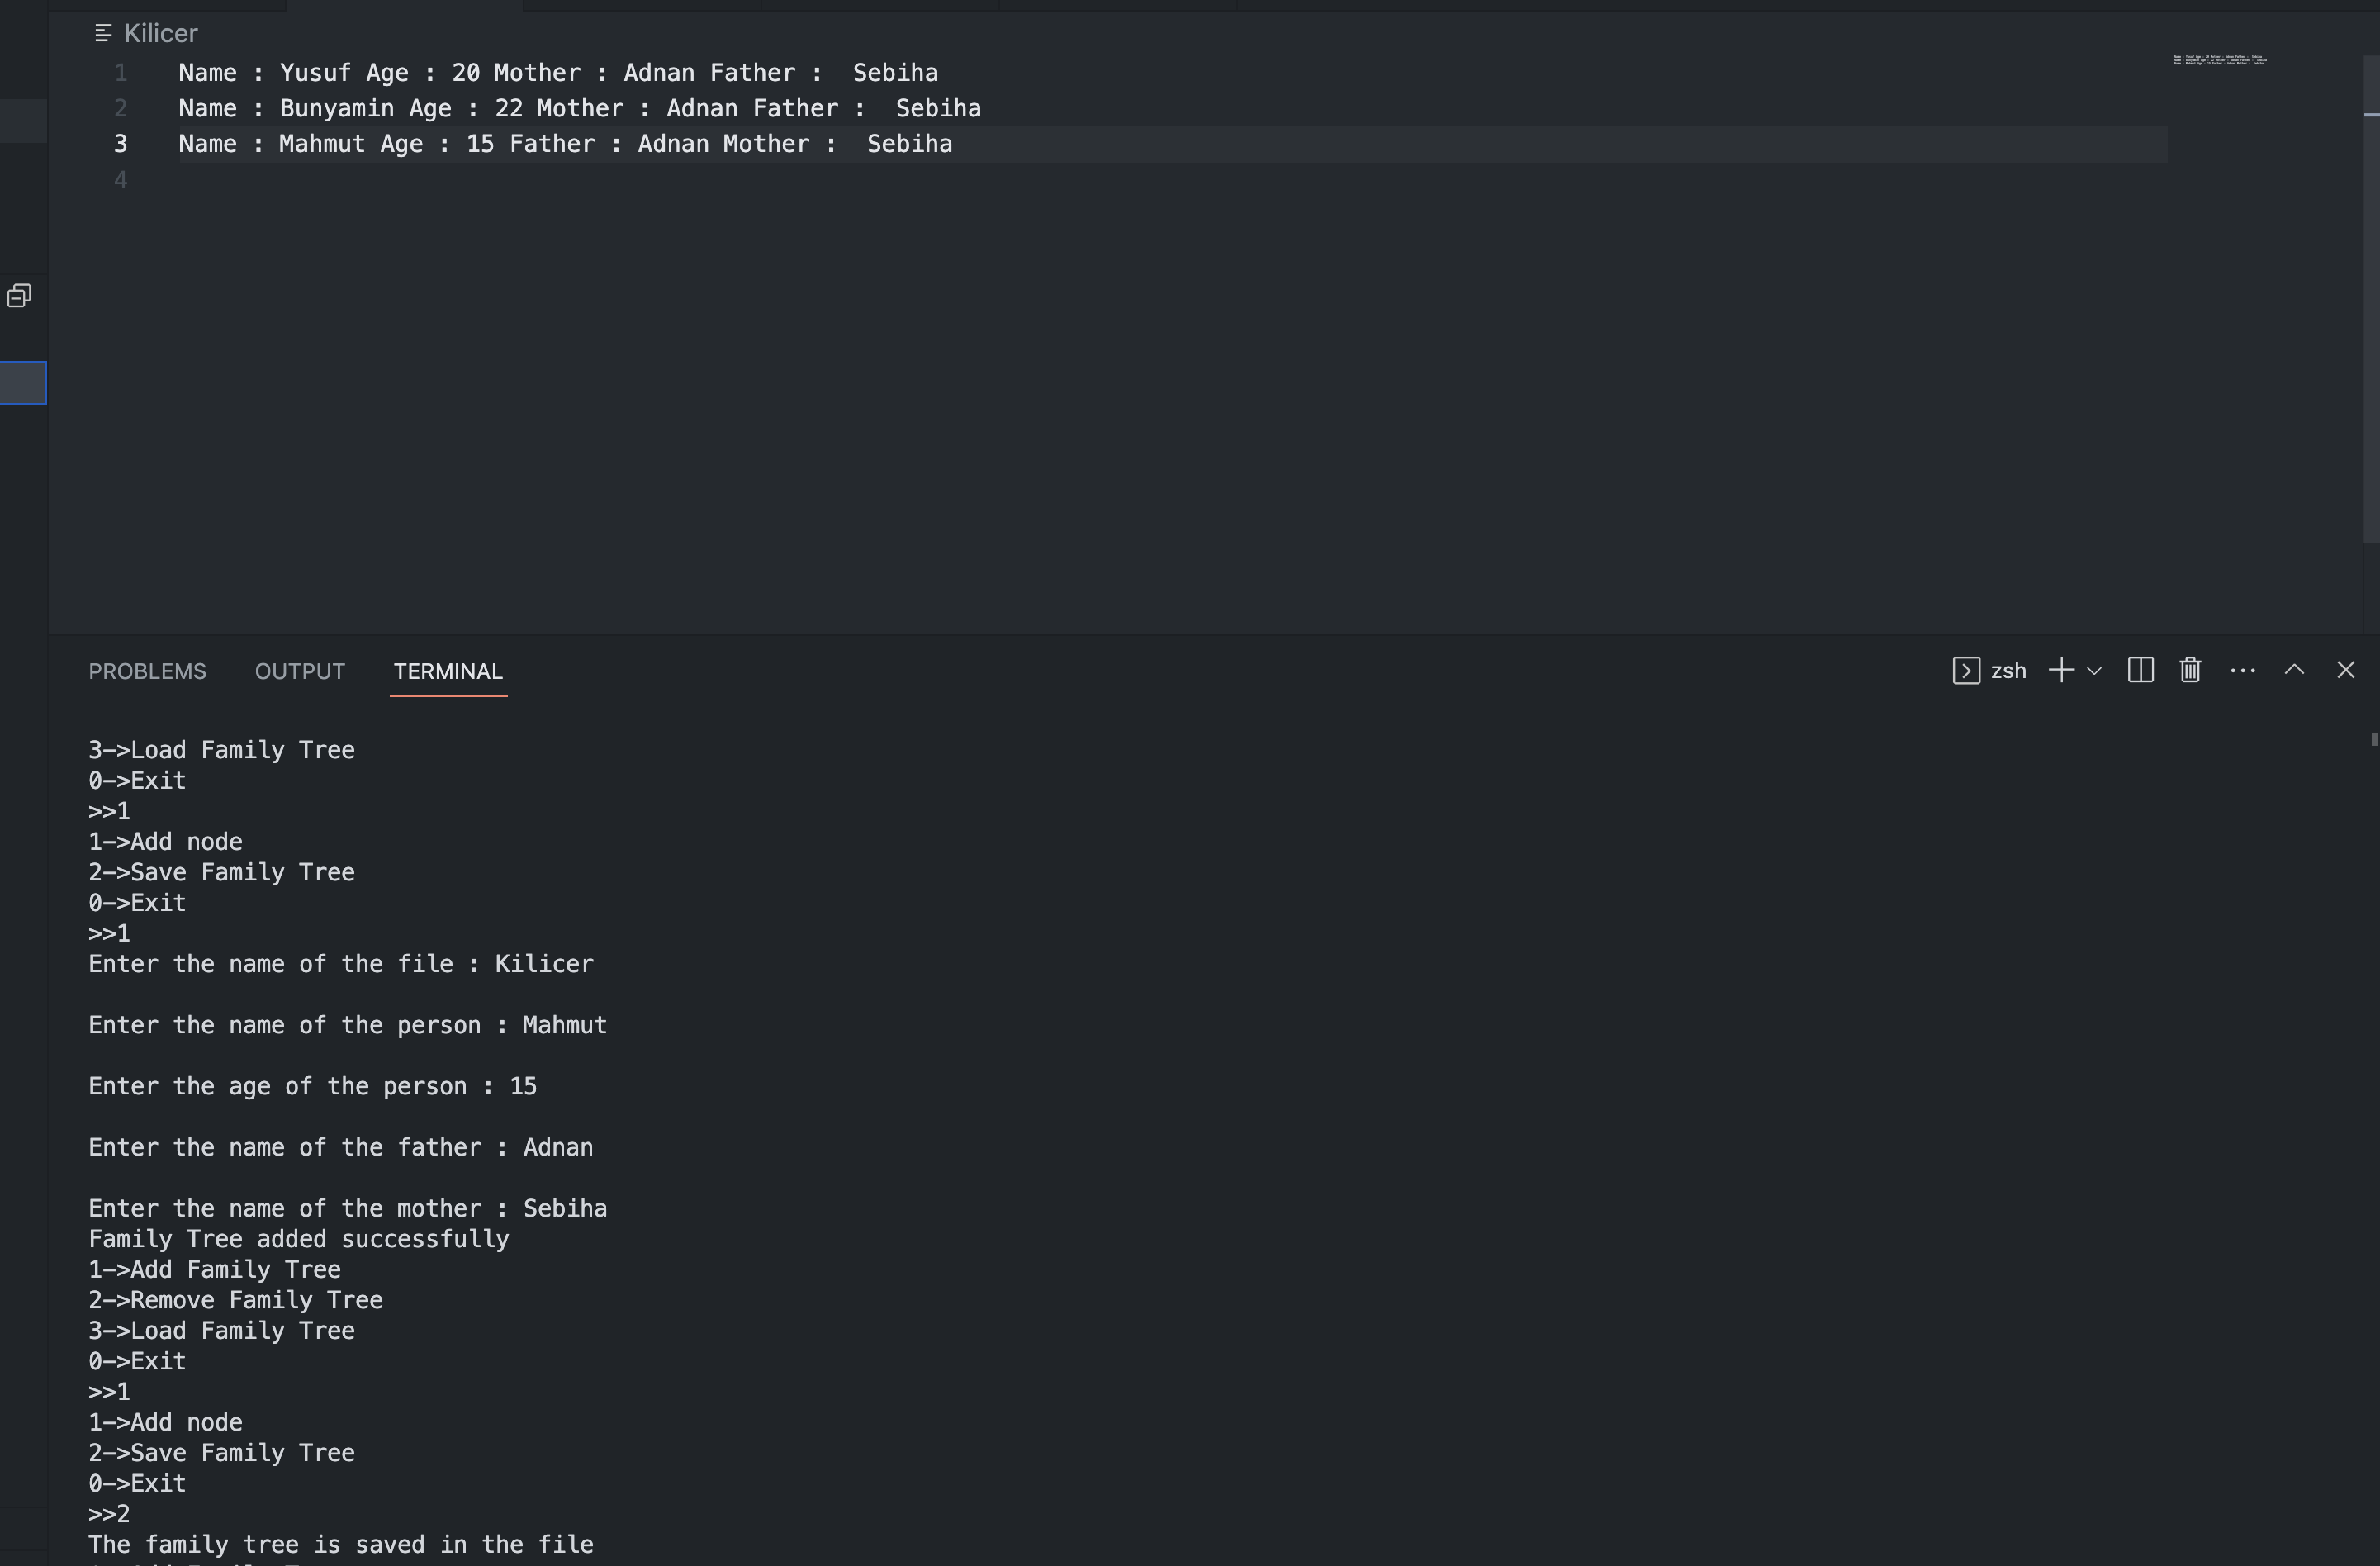 Kilicer
1 Name : Yusuf Age : 20 Mother : Adnan Father :  Sebiha
2 Name : Bunyamin Age : 22 Mother : Adnan Father :  Sebiha
3 Name : Mahmut Age : 15 Father : Adnan Mother :  Sebiha
4
PROBLEMS OUTPUT TERMINAL zsh
3->Load Family Tree
0->Exit
>>1
1->Add node
2->Save Family Tree
0->Exit
>>1
Enter the name of the file : Kilicer
Enter the name of the person : Mahmut
Enter the age of the person : 15
Enter the name of the father : Adnan
Enter the name of the mother : Sebiha
Family Tree added successfully
1->Add Family Tree
2->Remove Family Tree
3->Load Family Tree
0->Exit
>>1
1->Add node
2->Save Family Tree
0->Exit
>>2
The family tree is saved in the file